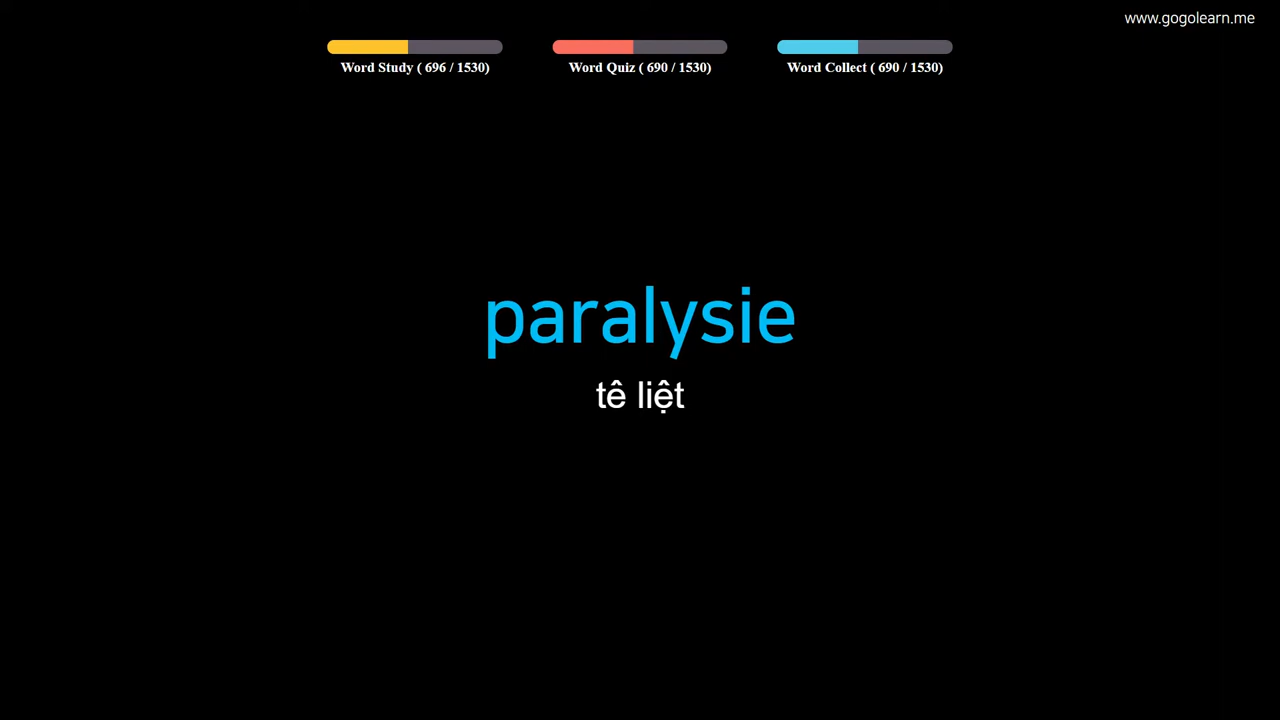 www.gogolearn.me
Word Study ( 696 / 1530)
Word Quiz ( 690 / 1530)
Word Collect ( 690 / 1530)
paralysie
tê liệt